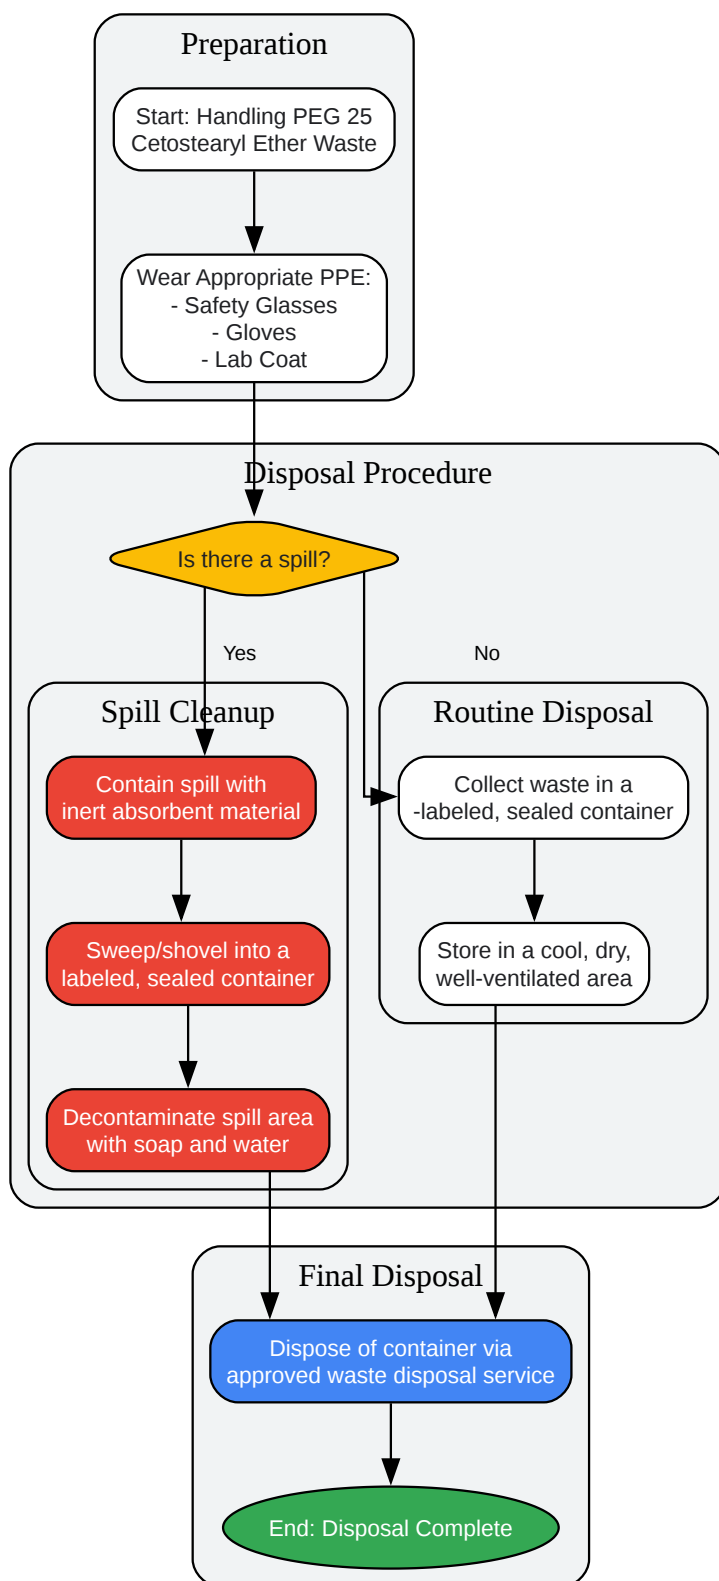 Preparation
Start: Handling PEG 25
Cetostearyl Ether Waste
Wear Appropriate PPE:
- Safety Glasses
- Gloves
- Lab Coat
Disposal Procedure
Is there a spill?
Yes
No
Spill Cleanup
Contain spill with
inert absorbent material
Sweep/shovel into a
labeled, sealed container
Decontaminate spill area
with soap and water
Routine Disposal
Collect waste in a
-labeled, sealed container
Store in a cool, dry,
well-ventilated area
Final Disposal
Dispose of container via
approved waste disposal service
End: Disposal Complete